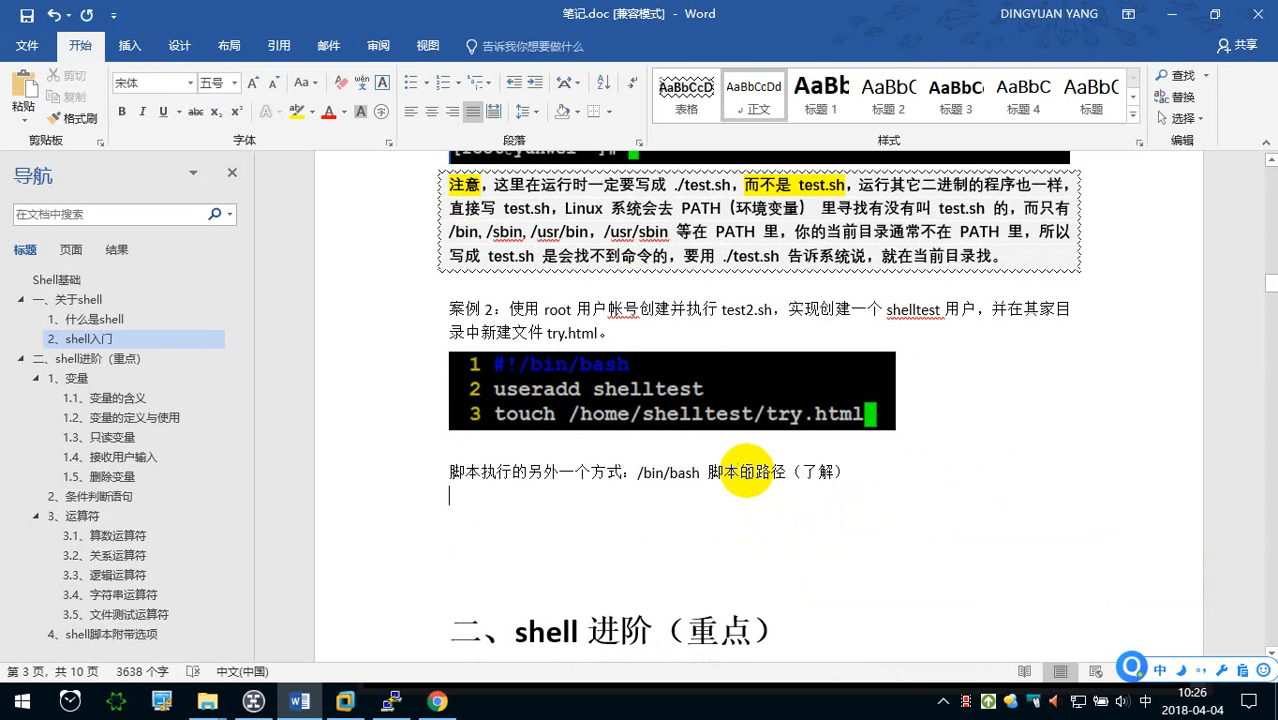 笔记.doc [兼容模式] - Word
DINGYUAN YANG
文件
开始
插入
设计
布局
引用
邮件
审阅
视图
告诉我你想要做什么
共享
粘贴
剪切
复制
格式刷
剪贴板
宋体
五号
字体
段落
AaBbCcD
表格
AaBbCcDd
正文
AaBb
标题 1
AaBbC
标题 2
AaBbC
标题 3
AaBbC
标题 4
AaBbC
标题
样式
查找
替换
选择
编辑
导航
在文档中搜索
标题
页面
结果
Shell基础
一、关于shell
1、什么是shell
2、shell入门
二、shell进阶（重点）
1、变量
1.1、变量的含义
1.2、变量的定义与使用
1.3、只读变量
1.4、接收用户输入
1.5、删除变量
2、条件判断语句
3、运算符
3.1、算数运算符
3.2、关系运算符
3.3、逻辑运算符
3.4、字符串运算符
3.5、文件测试运算符
4、shell脚本附带选项
注意，这里在运行时一定要写成 ./test.sh，而不是 test.sh，运行其它二进制的程序也一样，
直接写 test.sh，Linux 系统会去 PATH（环境变量） 里寻找有没有叫 test.sh 的，而只有
/bin, /sbin, /usr/bin，/usr/sbin 等在 PATH 里，你的当前目录通常不在 PATH 里，所以
写成 test.sh 是会找不到命令的，要用 ./test.sh 告诉系统说，就在当前目录找。
案例 2：使用 root 用户帐号创建并执行 test2.sh，实现创建一个 shelltest 用户，并在其家目
录中新建文件 try.html。
1 #!/bin/bash
2 useradd shelltest
3 touch /home/shelltest/try.html
脚本执行的另外一个方式：/bin/bash 脚本的路径（了解）
二、shell 进阶（重点）
第 3 页，共 10 页
3638 个字
中文(中国)
中
中
10:26
2018-04-04